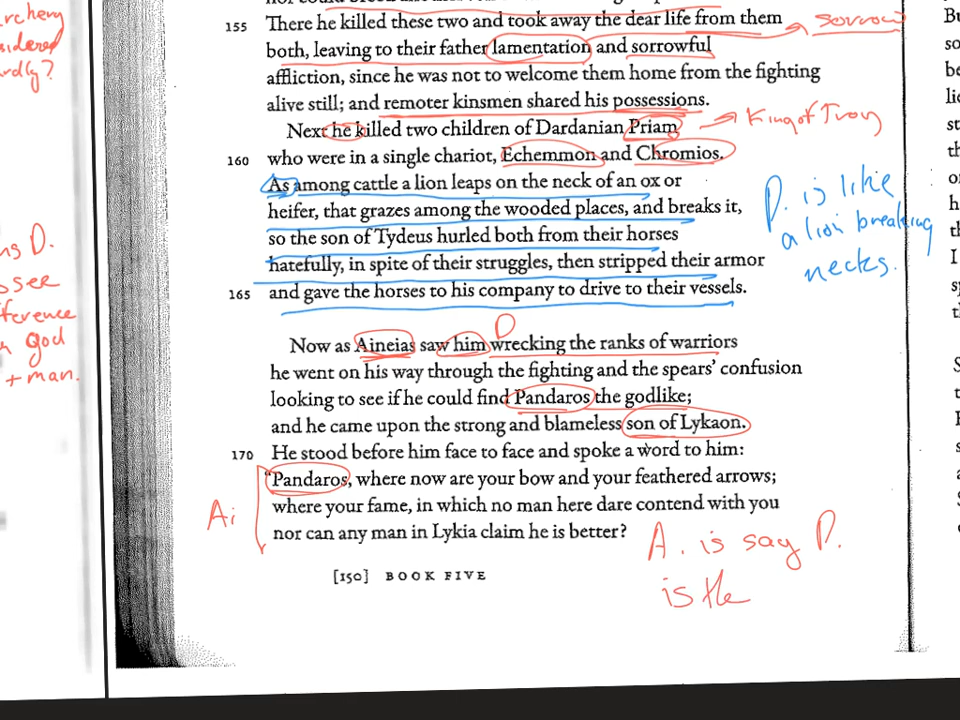 archery
155 There he killed these two and took away the dear life from them
sorrow
both, leaving to their father lamentation and sorrowful
affliction, since he was not to welcome them home from the fighting
alive still; and remoter kinsmen shared his possessions.
Next he killed two children of Dardanian Priam
King of Troy
160 who were in a single chariot, Echemmon and Chromios.
As among cattle a lion leaps on the neck of an ox or
heifer, that grazes among the wooded places, and breaks it,
so the son of Tydeus hurled both from their horses
hatefully, in spite of their struggles, then stripped their armor
165 and gave the horses to his company to drive to their vessels.
D. is like
a lion breaking
necks.
D.
see
god
+ man.
D
Now as Aineias saw him wrecking the ranks of warriors
he went on his way through the fighting and the spears' confusion
looking to see if he could find Pandaros the godlike;
and he came upon the strong and blameless son of Lykaon.
170 He stood before him face to face and spoke a word to him:
"Pandaros, where now are your bow and your feathered arrows;
where your fame, in which no man here dare contend with you
nor can any man in Lykia claim he is better?
Ai
A. is say P.
is the
[150] BOOK FIVE